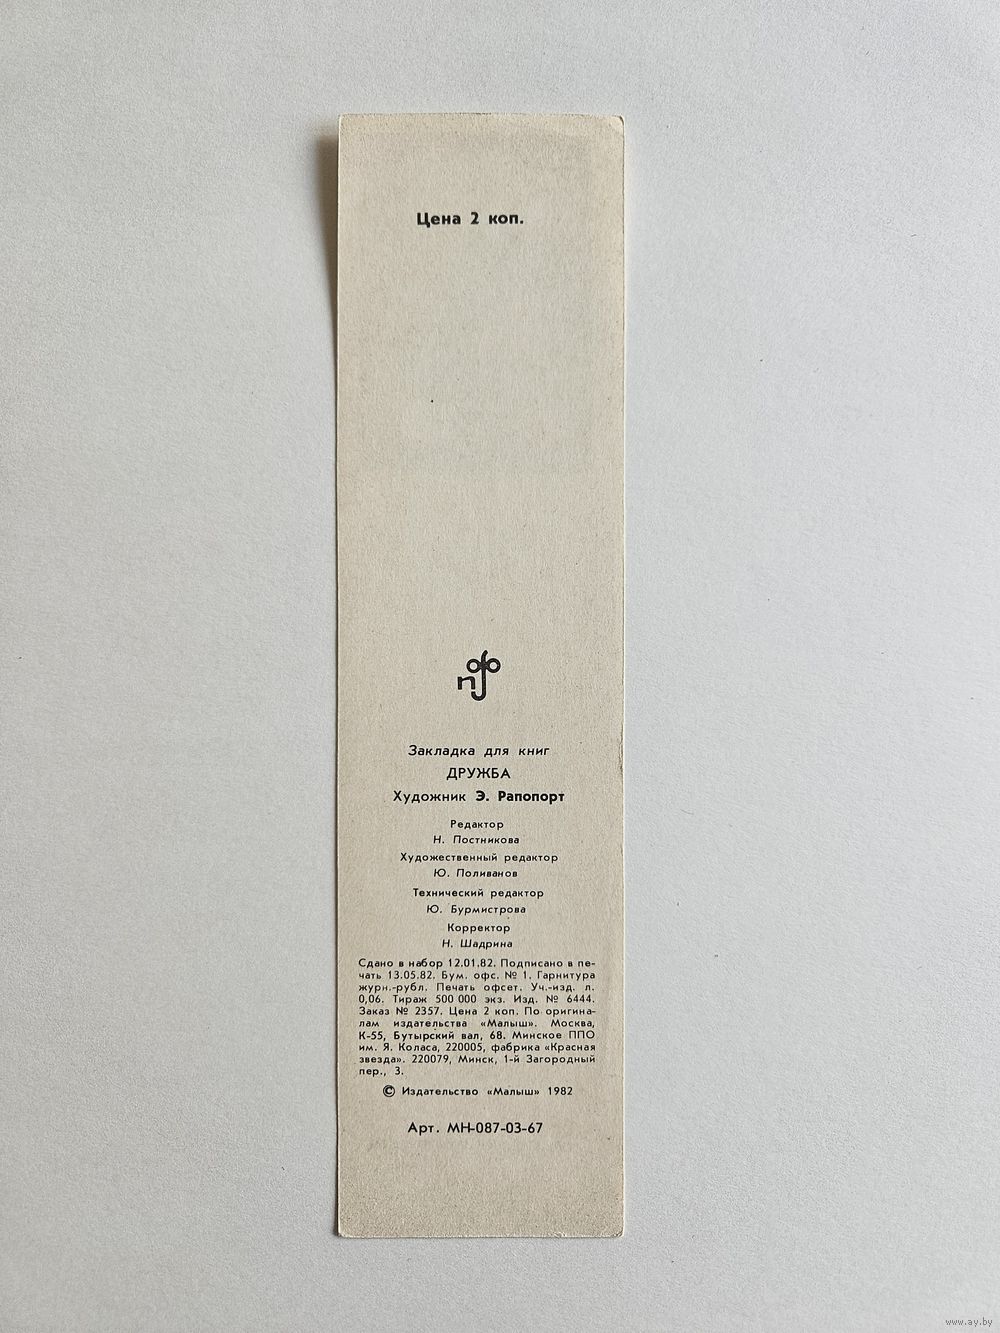 Цена 2 коп.
Закладка для книг
ДРУЖБА
Художник Э. Рапопорт
Редактор
Н. Постникова
Художественный редактор
Ю. Поливанов
Технический редактор
Ю. Бурмистрова
Корректор
Н. Шадрина
Сдано в набор 12.01.82. Подписано в пе-
чать 13.05.82. Бум. офс. № 1. Гарнитура
журн.-рубл. Печать офсет. Уч.-изд. л.
0,06. Тираж 500 000 экз. Изд. № 6444.
Заказ № 2357. Цена 2 коп. По оригина-
лам издательства «Малыш». Москва,
К-55, Бутырский вал, 68. Минское ППО
им. Я. Коласа, 220005, фабрика «Красная
звезда». 220079, Минск, 1-й Загородный
пер., 3.
© Издательство «Малыш» 1982
Арт. МН-087-03-67
www.ay.by